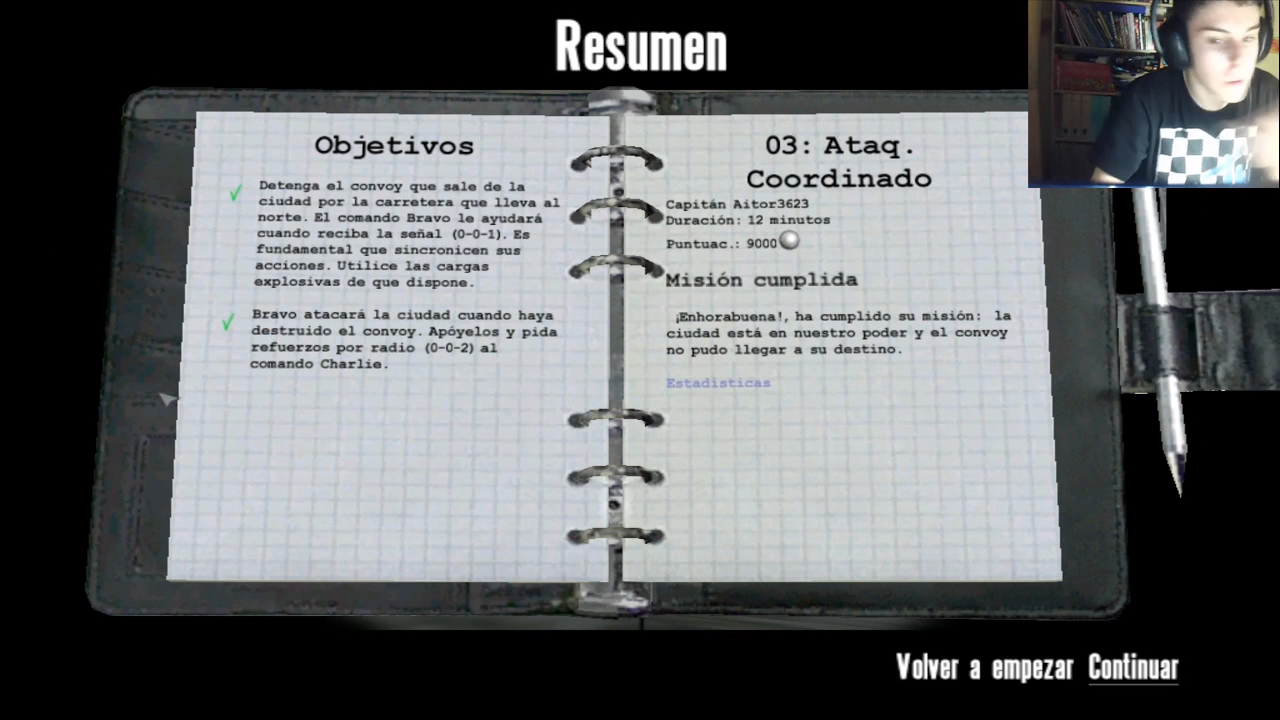 Resumen
Objetivos
Detenga el convoy que sale de la
ciudad por la carretera que lleva al
norte. El comando Bravo le ayudará
cuando reciba la señal (0-0-1). Es
fundamental que sincronicen sus
acciones. Utilice las cargas
explosivas de que dispone.
Bravo atacará la ciudad cuando haya
destruido el convoy. Apóyelos y pida
refuerzos por radio (0-0-2) al
comando Charlie.
03: Ataq.
Coordinado
Capitán Aitor3623
Duración: 12 minutos
Puntuac.: 9000
Misión cumplida
¡Enhorabuena!, ha cumplido su misión: la
ciudad está en nuestro poder y el convoy
no pudo llegar a su destino.
Estadísticas
Volver a empezar Continuar